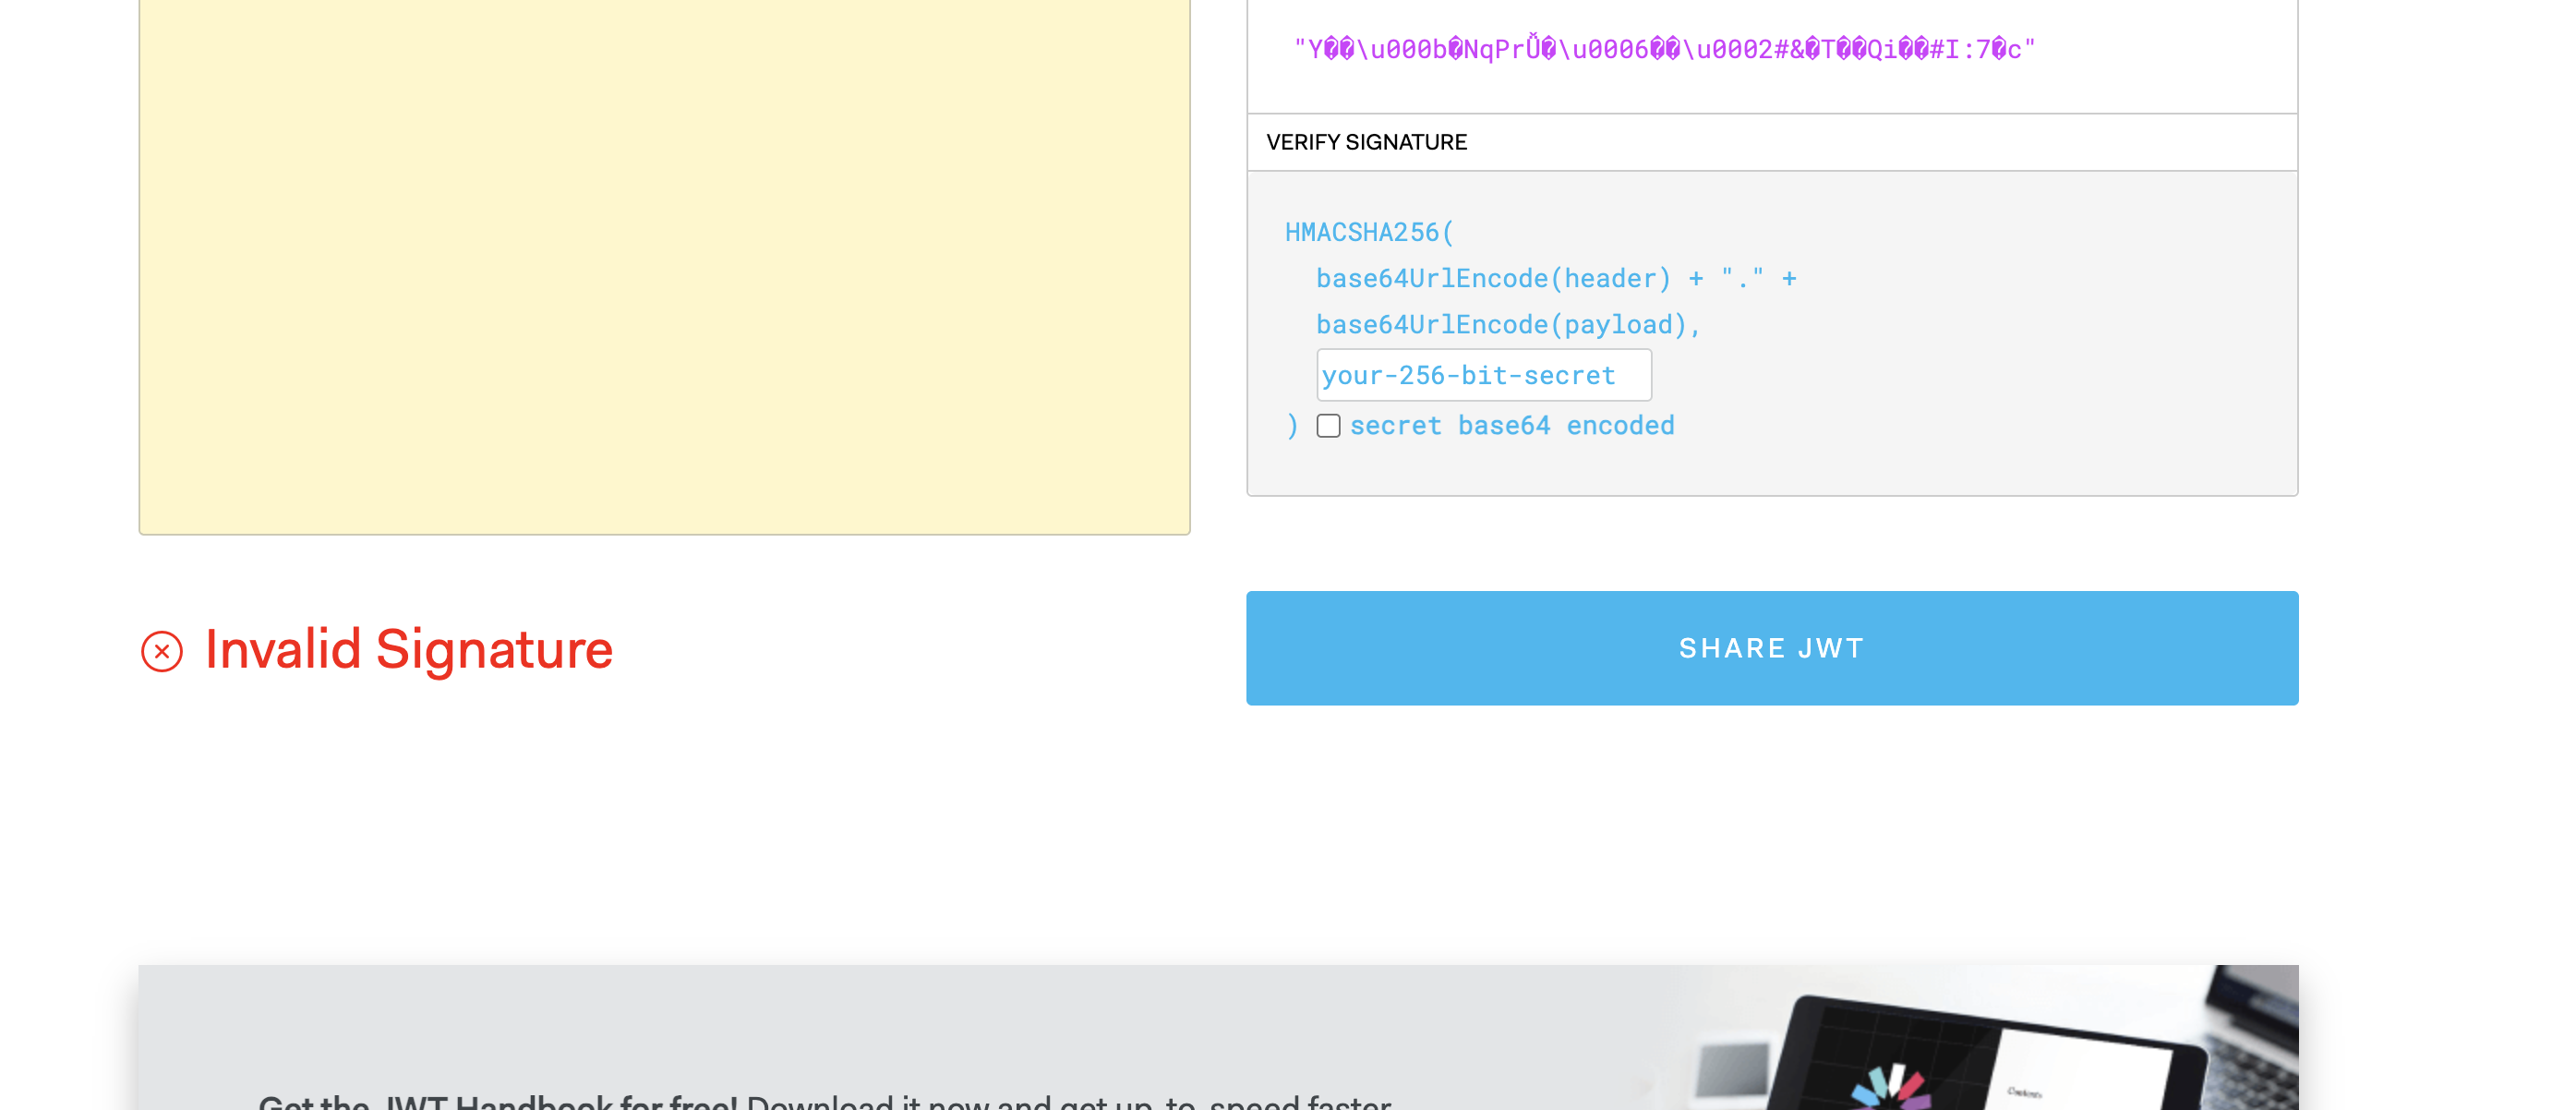 "Y��\u000b�NqPrǓ�\u0006��\u0002#&�T��Qi��#I:7�c"
VERIFY SIGNATURE
HMACSHA256(
base64UrlEncode(header) + "." +
base64UrlEncode(payload),
your-256-bit-secret
) secret base64 encoded
Invalid Signature
SHARE JWT
Get the JWT Handbook for free! Download it now and get up-to-speed faster.
Contents